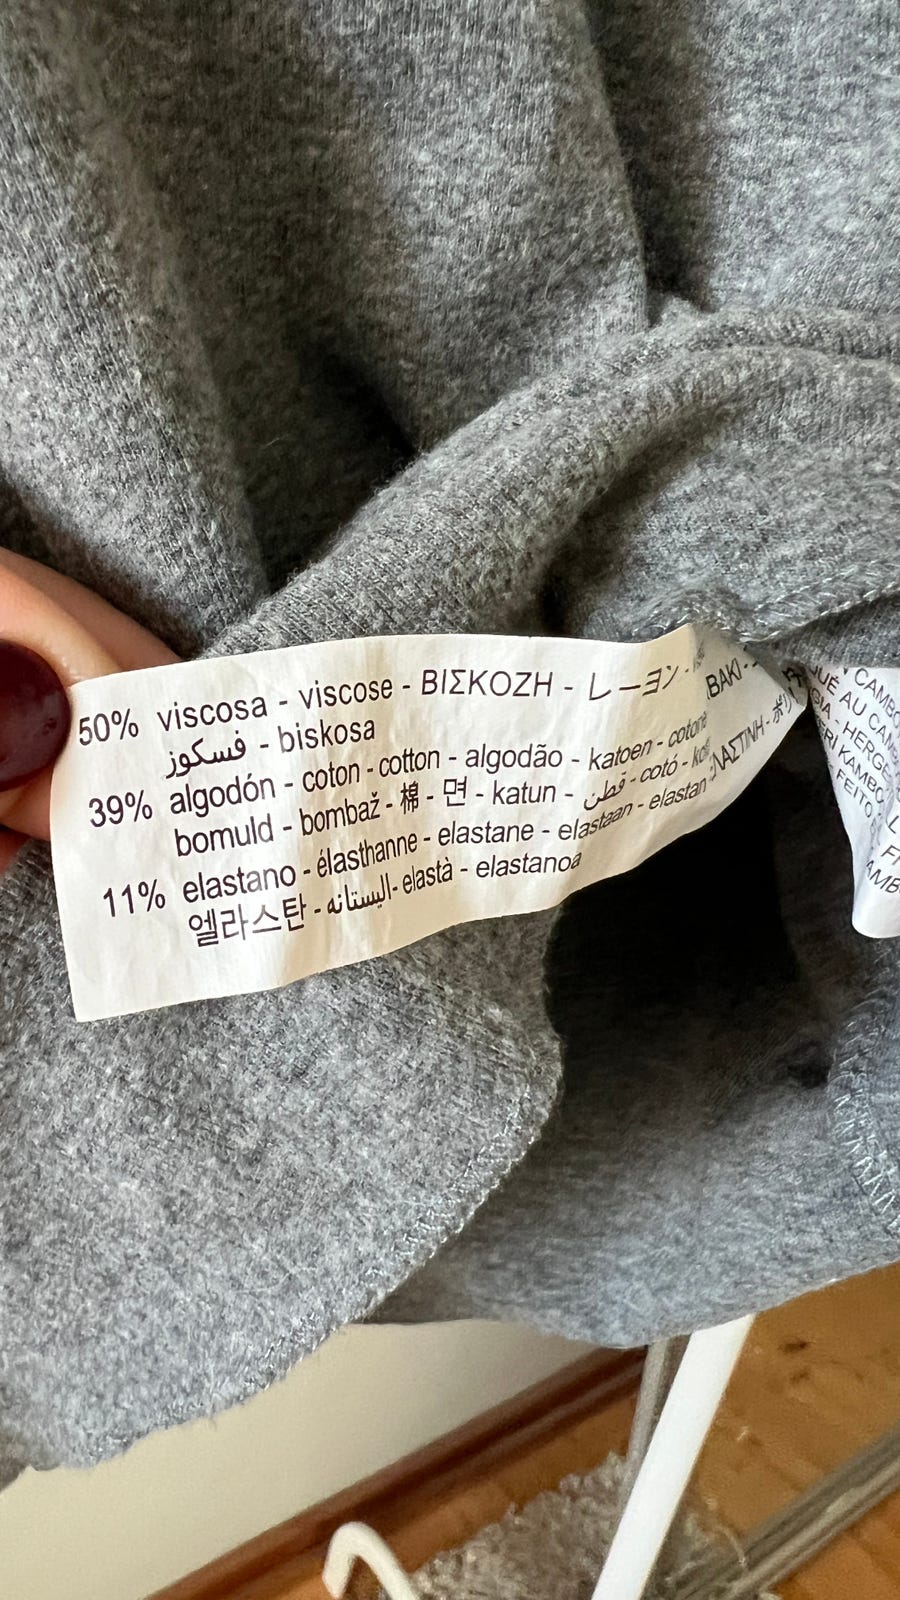 50% viscosa - viscose - ΒΙΣΚΟΖΗ - レーヨン -
فسكوز - biskosa
39% algodón - coton - cotton - algodão - katoen - cotone
bomuld - bombaž - 棉 - 면 - katun - قطن - cotó -
11% elastano - élasthanne - elastane - elastaan - elastan
엘라스탄 - اليستانه - elastà - elastanoa